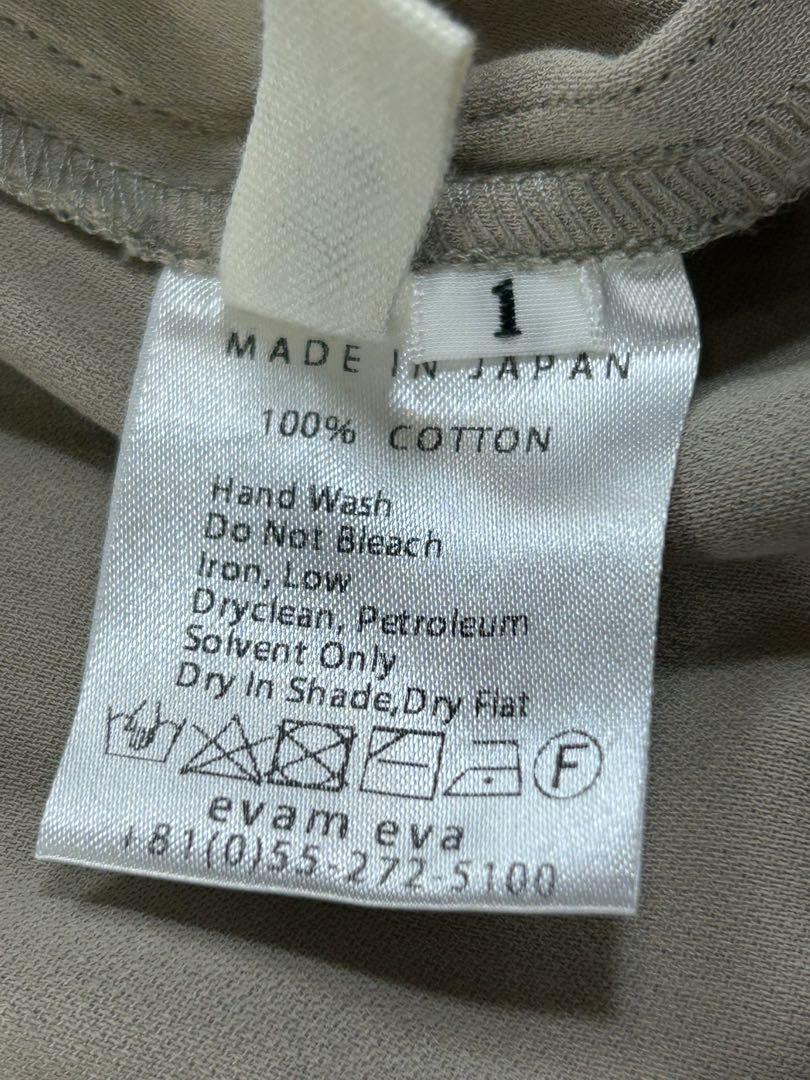 1
MADE IN JAPAN
100% COTTON
Hand Wash
Do Not Bleach
Iron, Low
Dryclean, Petroleum
Solvent Only
Dry In Shade,Dry Flat
F
evam eva
+81(0)55-272-5100